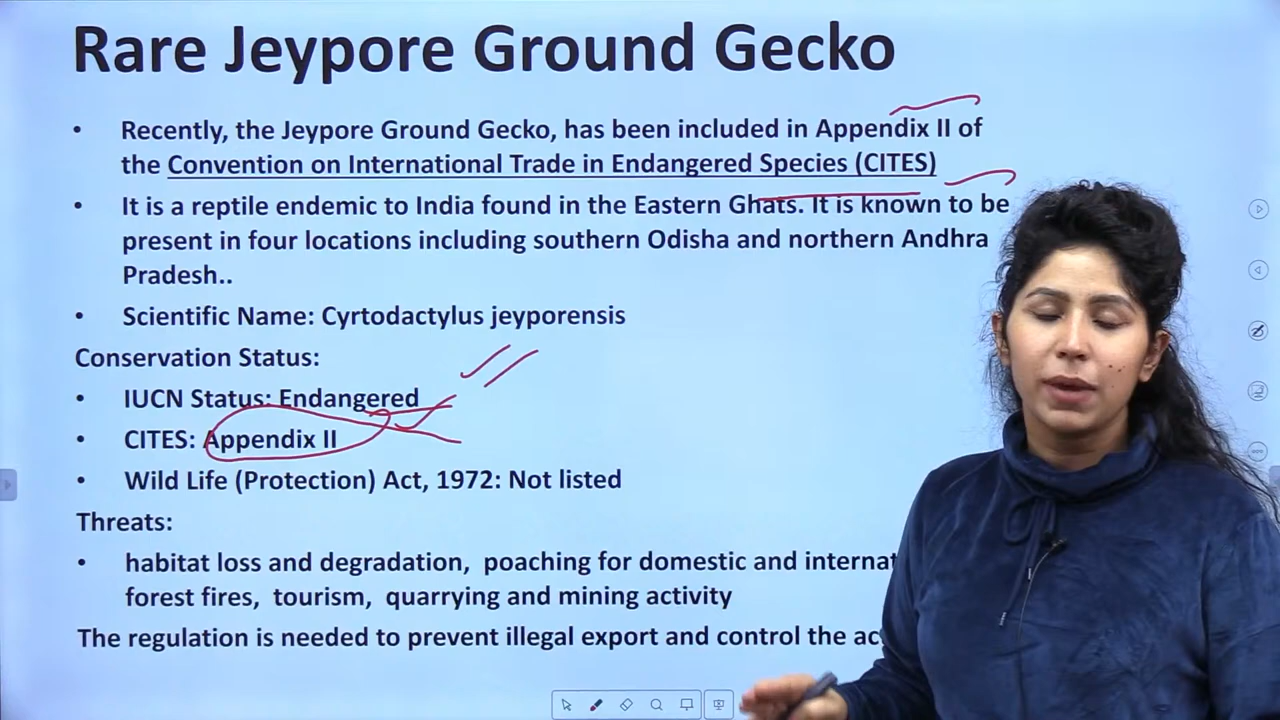 Rare Jeypore Ground Gecko
• Recently, the Jeypore Ground Gecko, has been included in Appendix II of
the Convention on International Trade in Endangered Species (CITES)
• It is a reptile endemic to India found in the Eastern Ghats. It is known to be
present in four locations including southern Odisha and northern Andhra
Pradesh..
• Scientific Name: Cyrtodactylus jeyporensis
Conservation Status:
• IUCN Status: Endangered
• CITES: Appendix II
• Wild Life (Protection) Act, 1972: Not listed
Threats:
• habitat loss and degradation, poaching for domestic and
forest fires, tourism, quarrying and mining activity
The regulation is needed to prevent illegal export and control the